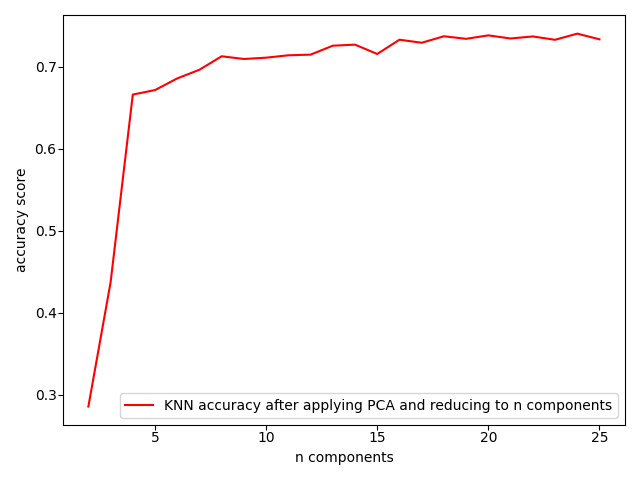 accuracy score
0.7
0.6
0.5
0.4
0.3
KNN accuracy after applying PCA and reducing to n components
5 10 15 20 25
n components